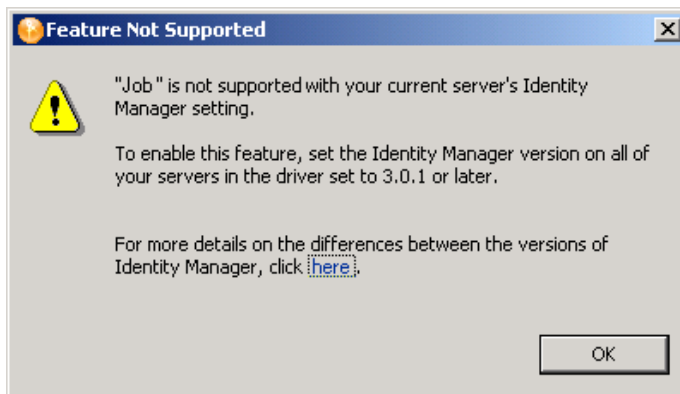 Feature Not Supported
"Job" is not supported with your current server's Identity
Manager setting.
To enable this feature, set the Identity Manager version on all of
your servers in the driver set to 3.0.1 or later.
For more details on the differences between the versions of
Identity Manager, click here.
OK